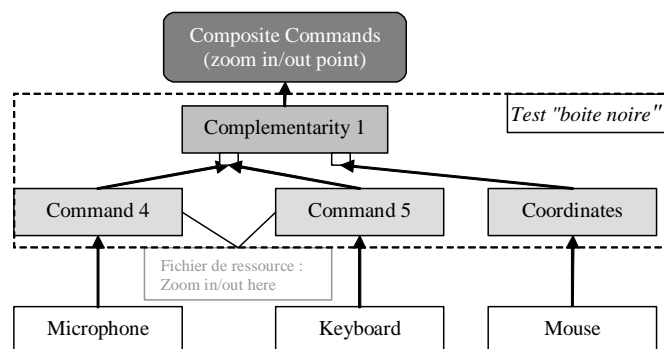 Composite Commands
(zoom in/out point)
Test "boite noire"
Complementarity 1
Command 4
Command 5
Coordinates
Fichier de ressource :
Zoom in/out here
Microphone
Keyboard
Mouse